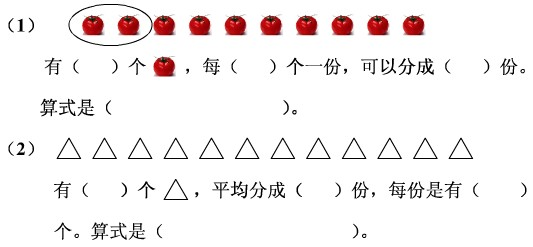 （1）
有（ ）个 ，每（ ）个一份，可以分成（ ）份。
算式是（ ）。
（2）△ △ △ △ △ △ △ △ △ △ △ △
有（ ）个△，平均分成（ ）份，每份是有（ ）
个。算式是（ ）。